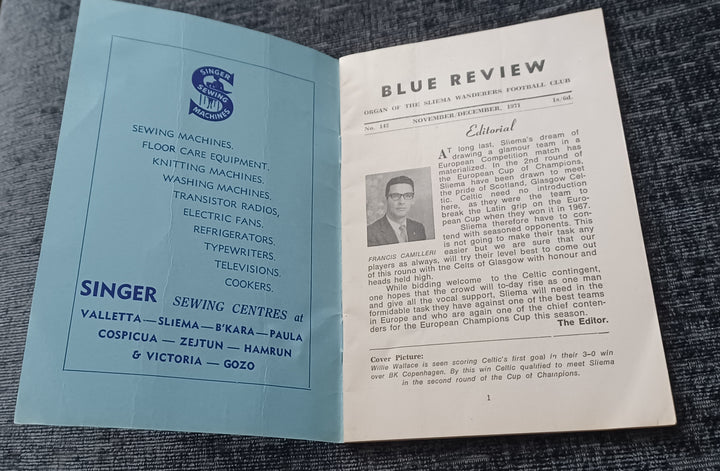 SINGER
SEWING
MACHINES
SEWING MACHINES,
FLOOR CARE EQUIPMENT,
KNITTING MACHINES,
WASHING MACHINES,
TRANSISTOR RADIOS,
ELECTRIC FANS,
REFRIGERATORS,
TYPEWRITERS,
TELEVISIONS,
COOKERS,
SINGER SEWING CENTRES at
VALLETTA—SLIEMA—B'KARA—PAULA
COSPICUA — ZEJTUN — HAMRUN
& VICTORIA — GOZO
BLUE REVIEW
ORGAN OF THE SLIEMA WANDERERS FOOTBALL CLUB
No. 143 NOVEMBER/DECEMBER, 1971 1s/6d.
Editorial
AT long last, Sliema's dream of
drawing a glamour team in a
European Competition match has
materialized. In the 2nd round of
the European Cup of Champions,
Sliema have been drawn to meet
the pride of Scotland, Glasgow Cel-
tic. Celtic need no introduction
here, as they were the team to
break the Latin grip on the Euro-
pean Cup when they won it in 1967.
Sliema therefore have to con-
tend with seasoned opponents. This
is not going to make their task any
easier but we are sure that our
FRANCIS CAMILLERI
players as always, will try their level best to come out
of this round with the Celts of Glasgow with honour and
heads held high.
While bidding welcome to the Celtic contingent,
one hopes that the crowd will to-day rise as one man
and give all the vocal support, Sliema will need in the
formidable task they have against one of the best teams
in Europe and who are again one of the chief conten-
ders for the European Champions Cup this season.
The Editor.
Cover Picture:
Willie Wallace is seen scoring Celtic's first goal in their 3-0 win
over BK Copenhagen. By this win Celtic qualified to meet Sliema
in the second round of the Cup of Champions.
1